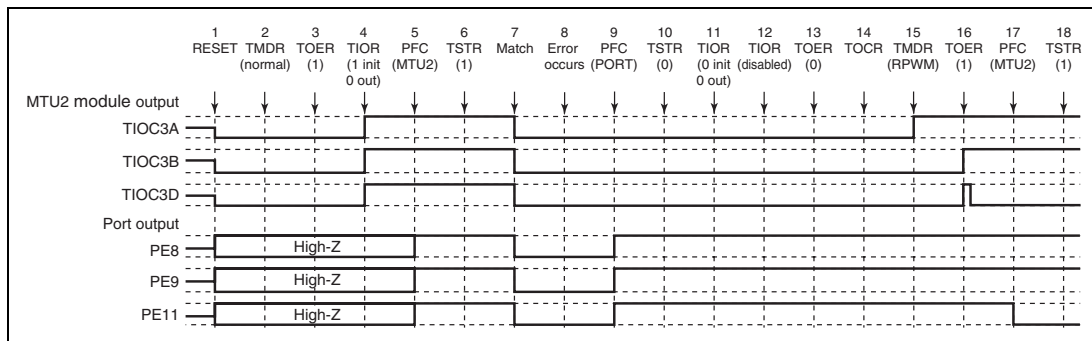 1 2 3 4 5 6 7 8 9 10 11 12 13 14 15 16 17 18
RESET TMDR TOER TIOR PFC TSTR Match Error PFC TSTR TIOR TIOR TOER TOCR TMDR TOER PFC TSTR
(normal) (1) (1 init (MTU2) (1) occurs (PORT) (0) (0 init (disabled) (0) (RPWM) (1) (MTU2) (1)
0 out) 0 out)
MTU2 module output
TIOC3A
TIOC3B
TIOC3D
Port output
PE8 High-Z
PE9 High-Z
PE11 High-Z